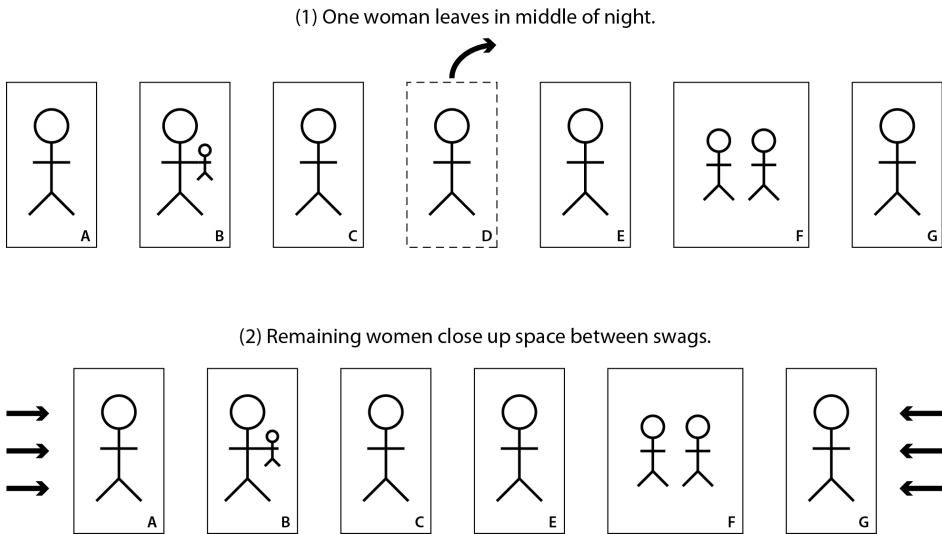 (1) One woman leaves in middle of night.
A B C D E F G
(2) Remaining women close up space between swags.
A B C E F G